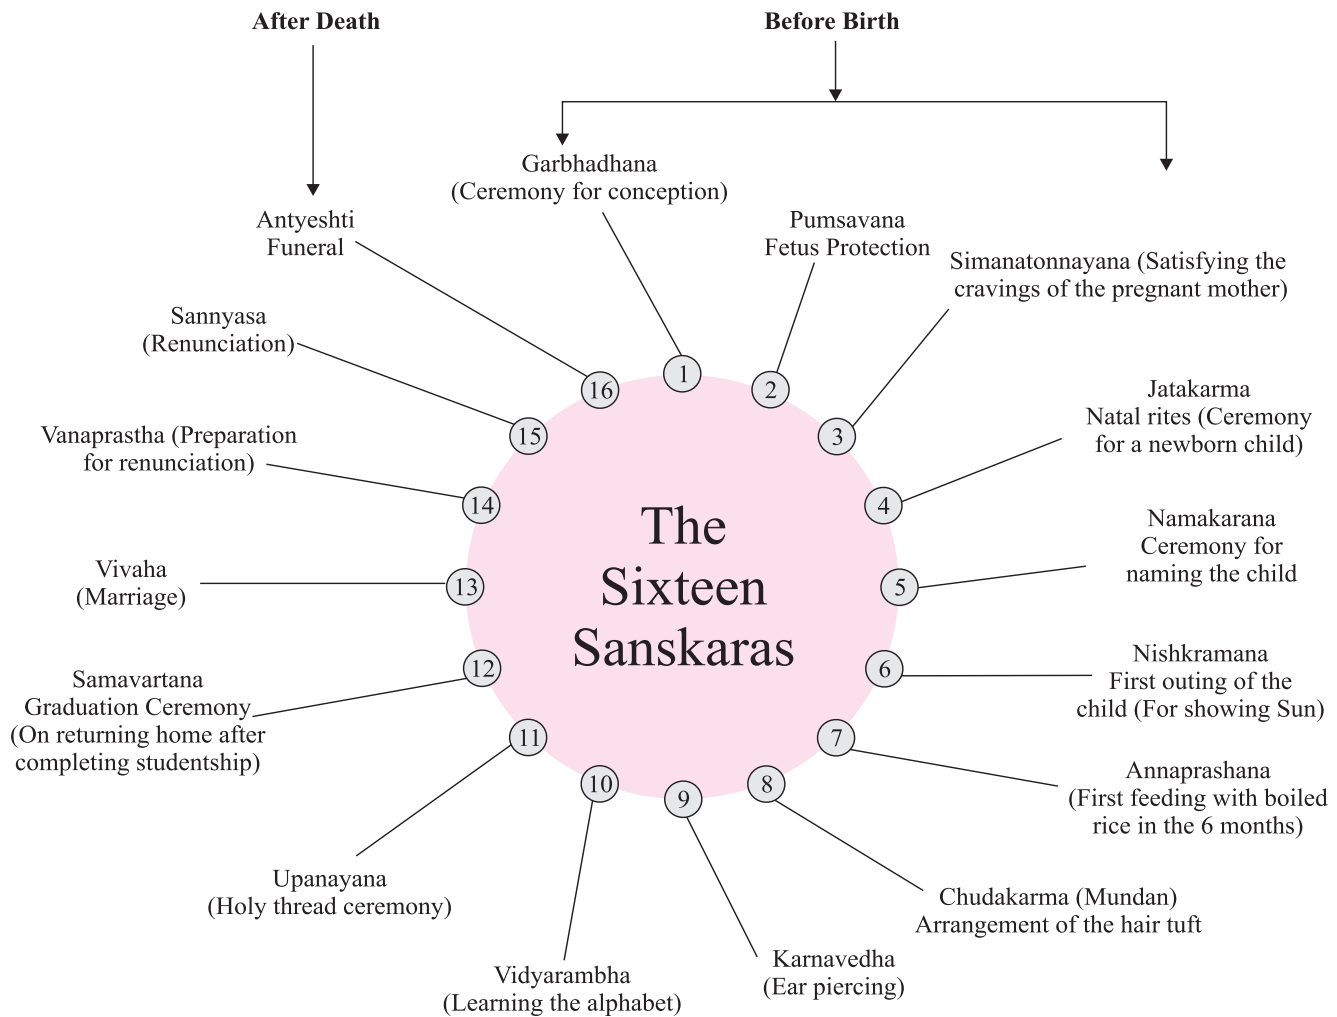 After Death
Before Birth
Garbhadhana
(Ceremony for conception)
Antyeshti
Funeral
Pumsavana
Fetus Protection
Simanatonnayana (Satisfying the
cravings of the pregnant mother)
Sannyasa
(Renunciation)
1
2
16
3
15
Jatakarma
Natal rites (Ceremony
for a newborn child)
Vanaprastha (Preparation
for renunciation)
14
4
The
Sixteen
Sanskaras
Namakarana
Ceremony for
naming the child
Vivaha
(Marriage)
13
5
Nishkramana
First outing of the
child (For showing Sun)
12
6
Samavartana
Graduation Ceremony
(On returning home after
completing studentship)
11
7
Annaprashana
(First feeding with boiled
rice in the 6 months)
10
8
9
Upanayana
(Holy thread ceremony)
Chudakarma (Mundan)
Arrangement of the hair tuft
Karnavedha
(Ear piercing)
Vidyarambha
(Learning the alphabet)